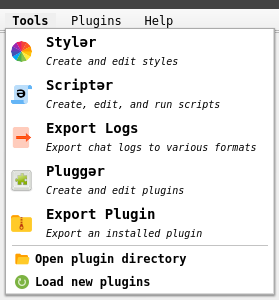 Tools Plugins Help
Stylər
Create and edit styles
ə
Scriptər
Create, edit, and run scripts
Export Logs
Export chat logs to various formats
Pluggər
Create and edit plugins
Export Plugin
Export an installed plugin
Open plugin directory
Load new plugins